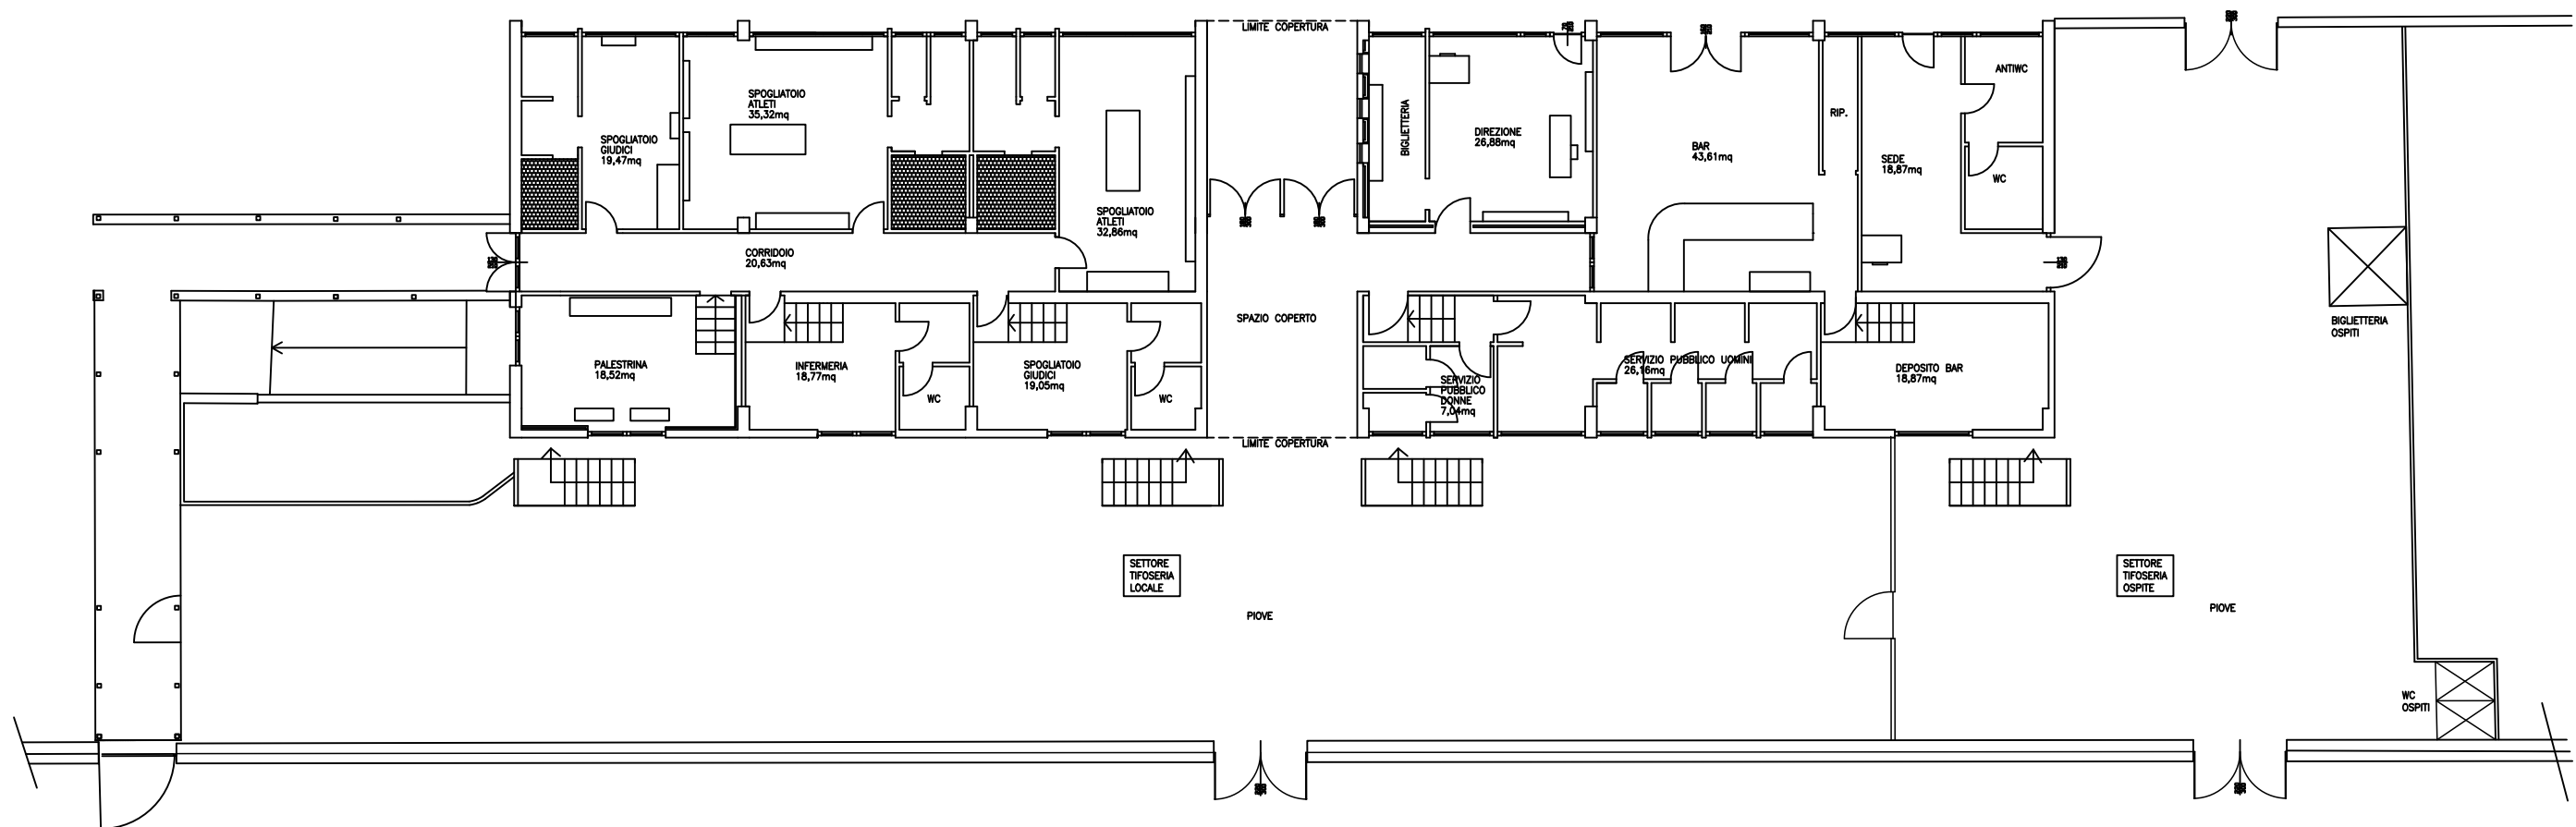 LIMITE COPERTURA
ANTIWC
SPOGLIATOIO
ATLETI
35,32mq
RIP.
BIGLIETTERIA
SPOGLIATOIO
GIUDICI
19,47mq
DIREZIONE
26,88mq
BAR
43,61mq
SEDE
18,87mq
WC
SPOGLIATOIO
ATLETI
32,86mq
CORRIDOIO
20,63mq
SPAZIO COPERTO
BIGLIETTERIA
OSPITI
PALESTRINA
18,52mq
INFERMERIA
18,77mq
SPOGLIATOIO
GIUDICI
19,05mq
SERVIZIO PUBBLICO UOMINI
26,16mq
DEPOSITO BAR
18,87mq
SERVIZIO
PUBBLICO
DONNE
7,04mq
WC
WC
LIMITE COPERTURA
SETTORE
TIFOSERIA
LOCALE
SETTORE
TIFOSERIA
OSPITE
PIOVE
PIOVE
WC
OSPITI